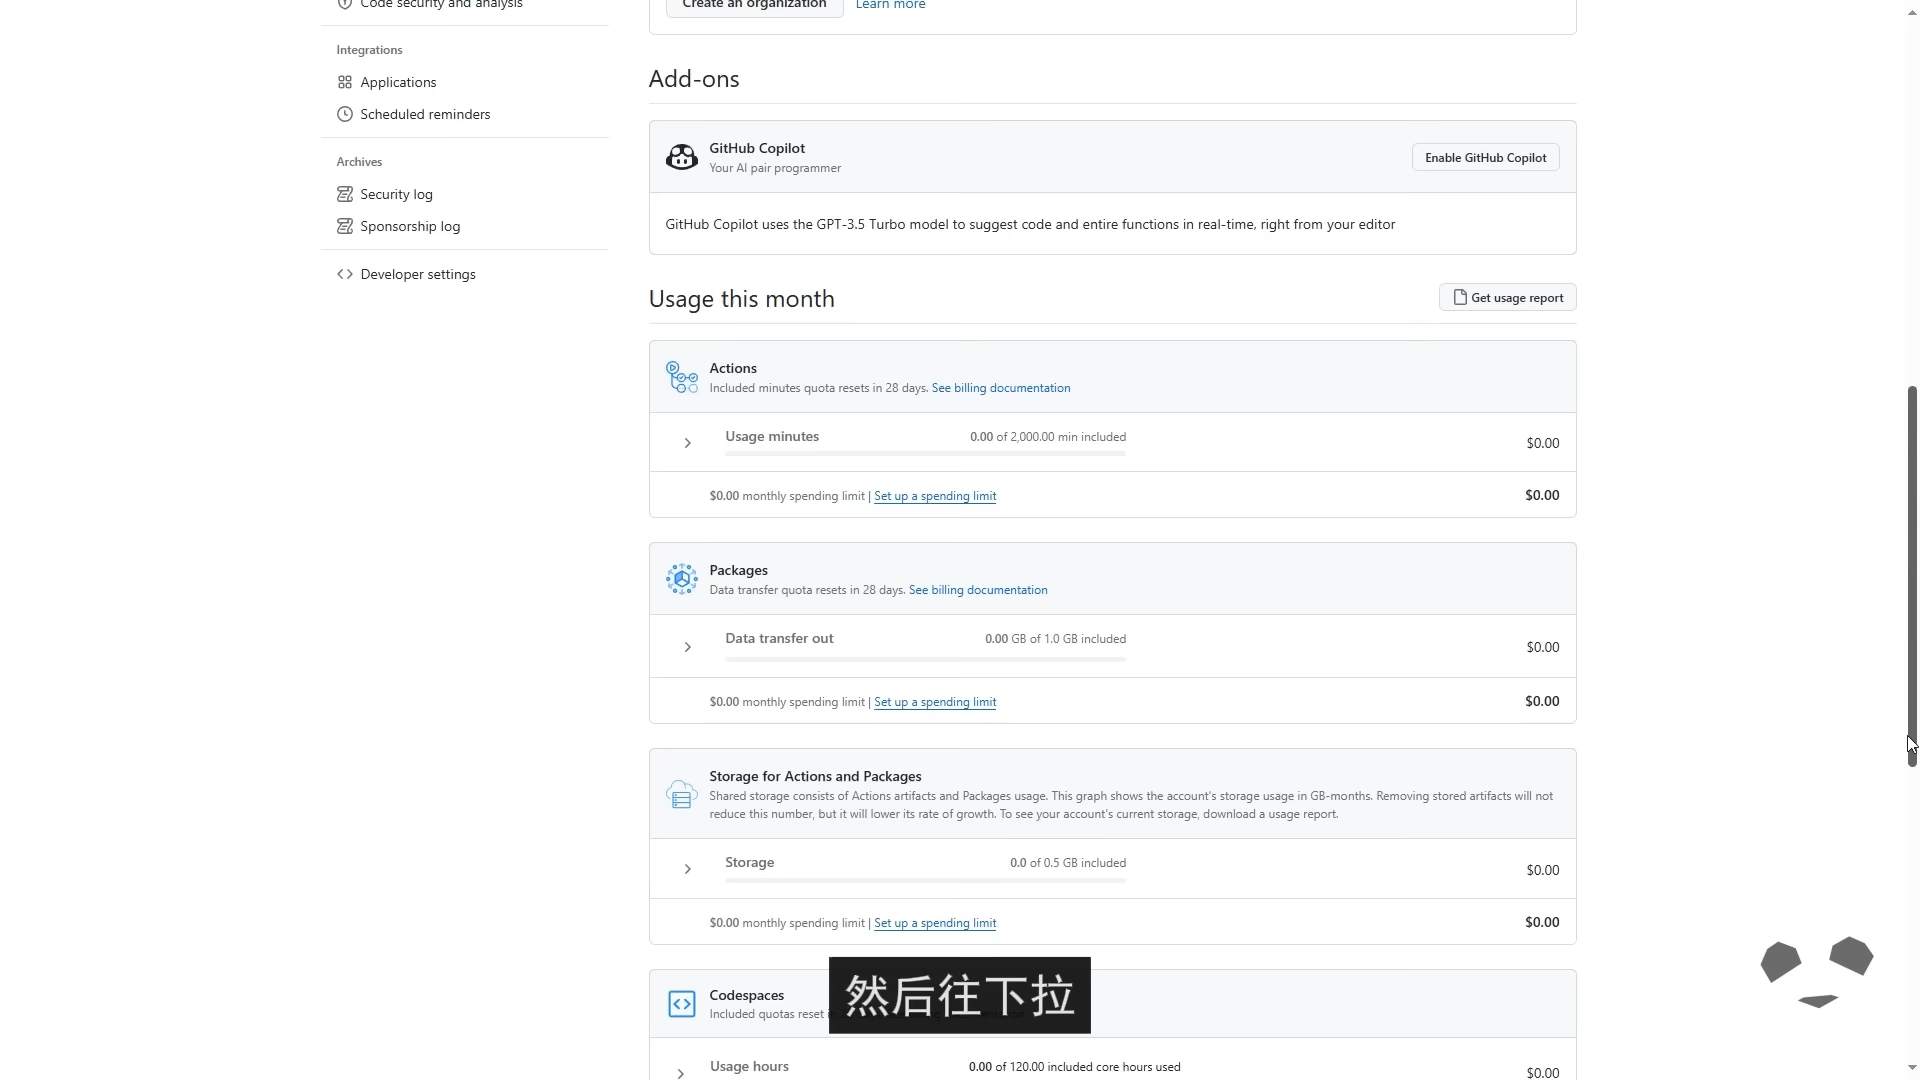 Code security and analysis
Integrations
Applications
Scheduled reminders
Archives
Security log
Sponsorship log
Developer settings
Create an organization
Learn more
Add-ons
GitHub Copilot
Your AI pair programmer
Enable GitHub Copilot
GitHub Copilot uses the GPT-3.5 Turbo model to suggest code and entire functions in real-time, right from your editor
Usage this month
Get usage report
Actions
Included minutes quota resets in 28 days. See billing documentation
Usage minutes 0.00 of 2,000.00 min included $0.00
$0.00 monthly spending limit | Set up a spending limit $0.00
Packages
Data transfer quota resets in 28 days. See billing documentation
Data transfer out 0.00 GB of 1.0 GB included $0.00
$0.00 monthly spending limit | Set up a spending limit $0.00
Storage for Actions and Packages
Shared storage consists of Actions artifacts and Packages usage. This graph shows the account's storage usage in GB-months. Removing stored artifacts will not
reduce this number, but it will lower its rate of growth. To see your account's current storage, download a usage report.
Storage 0.0 of 0.5 GB included $0.00
$0.00 monthly spending limit | Set up a spending limit $0.00
Codespaces
Included quotas reset
然后往下拉
Usage hours 0.00 of 120.00 included core hours used $0.00